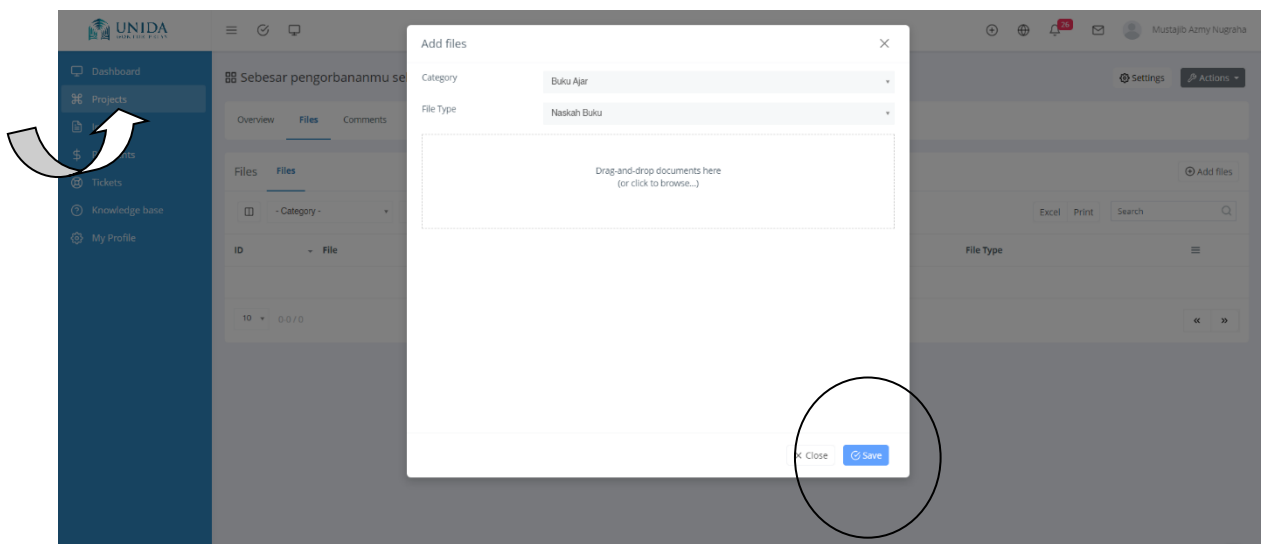 UNIDA
26
Mustajib Azmy Nugraha
Add files
Dashboard
Sebesar pengorbananmu se
Category
Buku Ajar
Settings
Actions
Projects
File Type
Naskah Buku
Overview
Files
Comments
Drag-and-drop documents here
(or click to browse...)
Files
Files
Add files
Tickets
Knowledge base
- Category -
Excel
Print
Search
My Profile
ID
File
File Type
10
0-0 / 0
«
»
Close
Save